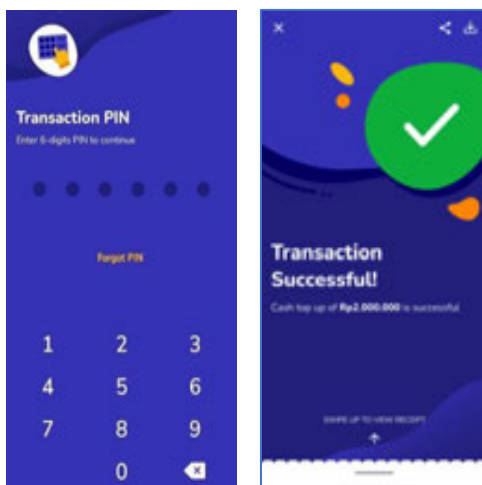 Transaction PIN
Enter 6-digits PIN to continue
Forgot PIN
1 2 3
4 5 6
7 8 9
0
Transaction
Successful!
Cash top up of Rp2.000.000 is successful
SWIPE UP TO VIEW RECEIPT